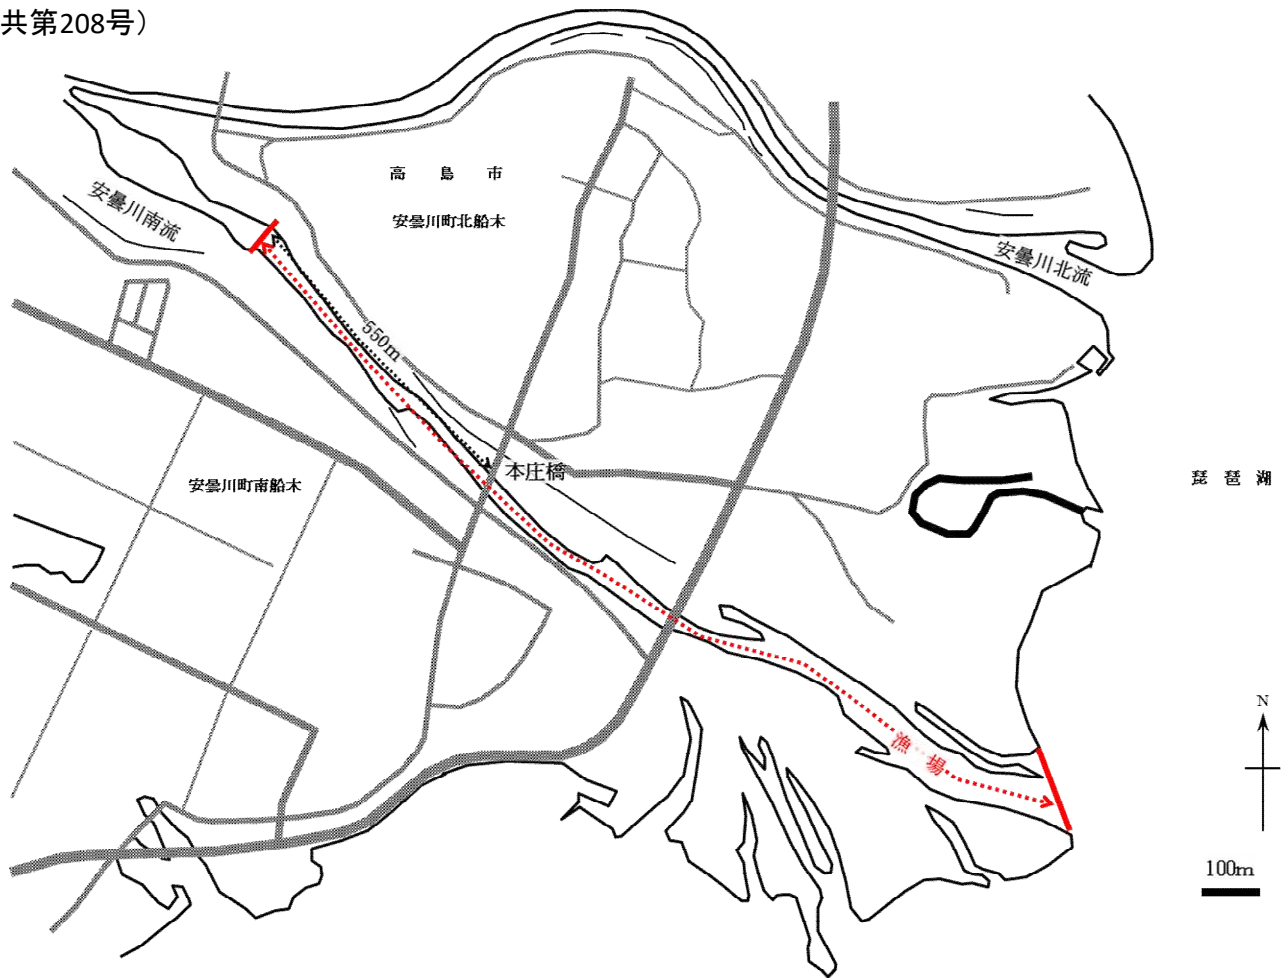 共第208号）
高島市
安曇川町北船木
安曇川南流
安曇川北流
550m
本庄橋
安曇川町南船木
琵琶湖
漁場
N
100m